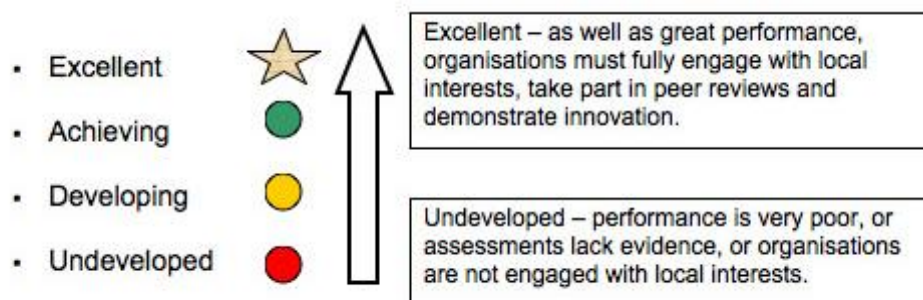 Excellent
Achieving
Developing
Undeveloped
Excellent – as well as great performance,
organisations must fully engage with local
interests, take part in peer reviews and
demonstrate innovation.
Undeveloped – performance is very poor, or
assessments lack evidence, or organisations
are not engaged with local interests.